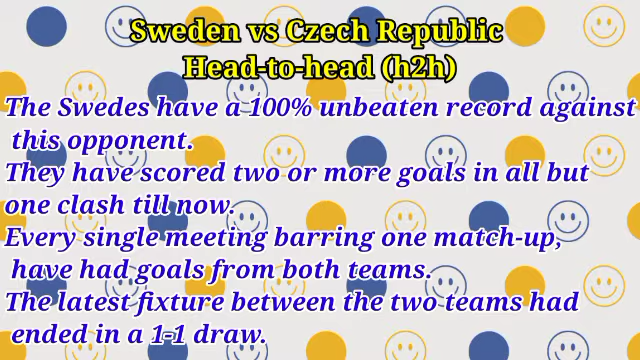 Sweden vs Czech Republic
Head-to-head (h2h)
The Swedes have a 100% unbeaten record against
this opponent.
They have scored two or more goals in all but
one clash till now.
Every single meeting barring one match-up,
have had goals from both teams.
The latest fixture between the two teams had
ended in a 1-1 draw.